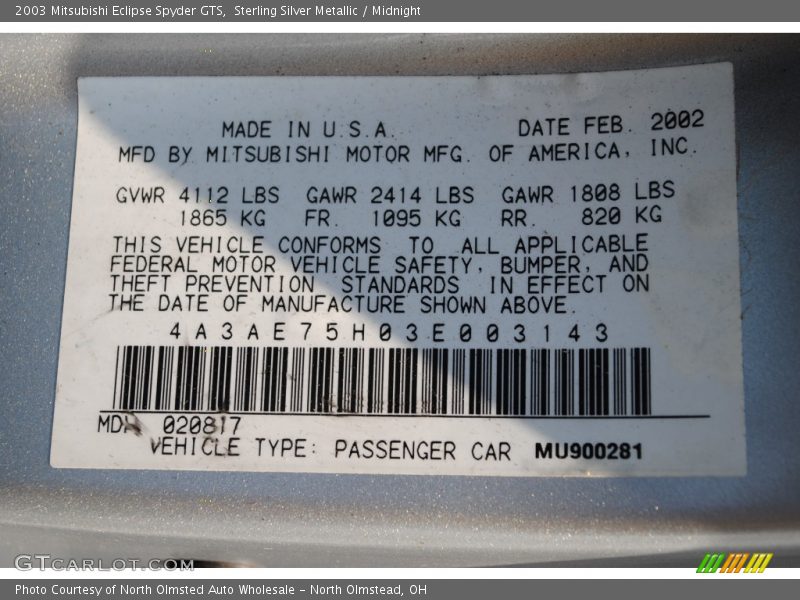 2003 Mitsubishi Eclipse Spyder GTS,  Sterling Silver Metallic / Midnight
MADE IN U.S.A.  DATE FEB. 2002
MFD BY MITSUBISHI MOTOR MFG. OF AMERICA, INC.
GVWR 4112 LBS  GAWR 2414 LBS  GAWR 1808 LBS
1865 KG  FR.  1095 KG  RR.  820 KG
THIS VEHICLE CONFORMS TO ALL APPLICABLE
FEDERAL MOTOR VEHICLE SAFETY, BUMPER, AND
THEFT PREVENTION STANDARDS IN EFFECT ON
THE DATE OF MANUFACTURE SHOWN ABOVE.
4A3AE75H03E003143
020817
VEHICLE TYPE: PASSENGER CAR  MU900281
GTCARLOT.COM
Photo Courtesy of North Olmsted Auto Wholesale - North Olmstead, OH